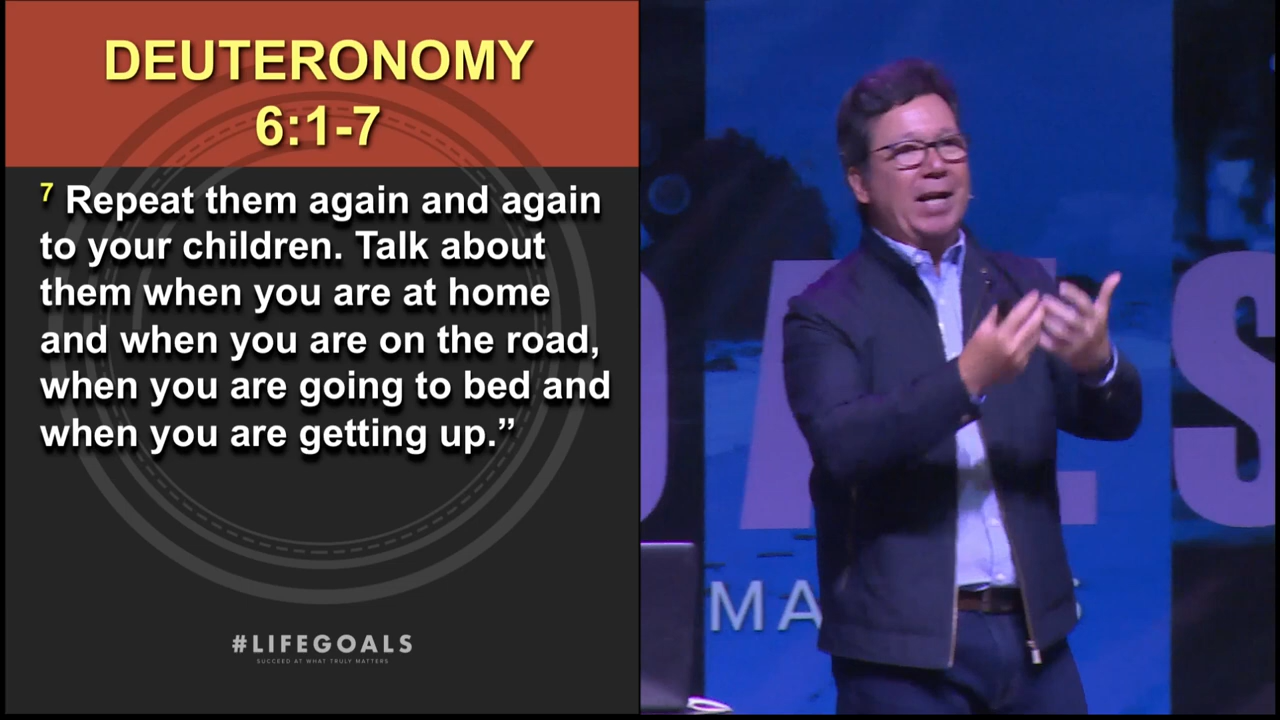 DEUTERONOMY
6:1-7
7 Repeat them again and again
to your children. Talk about
them when you are at home
and when you are on the road,
when you are going to bed and
when you are getting up.”
#LIFEGOALS
SUCCEED AT WHAT TRULY MATTERS